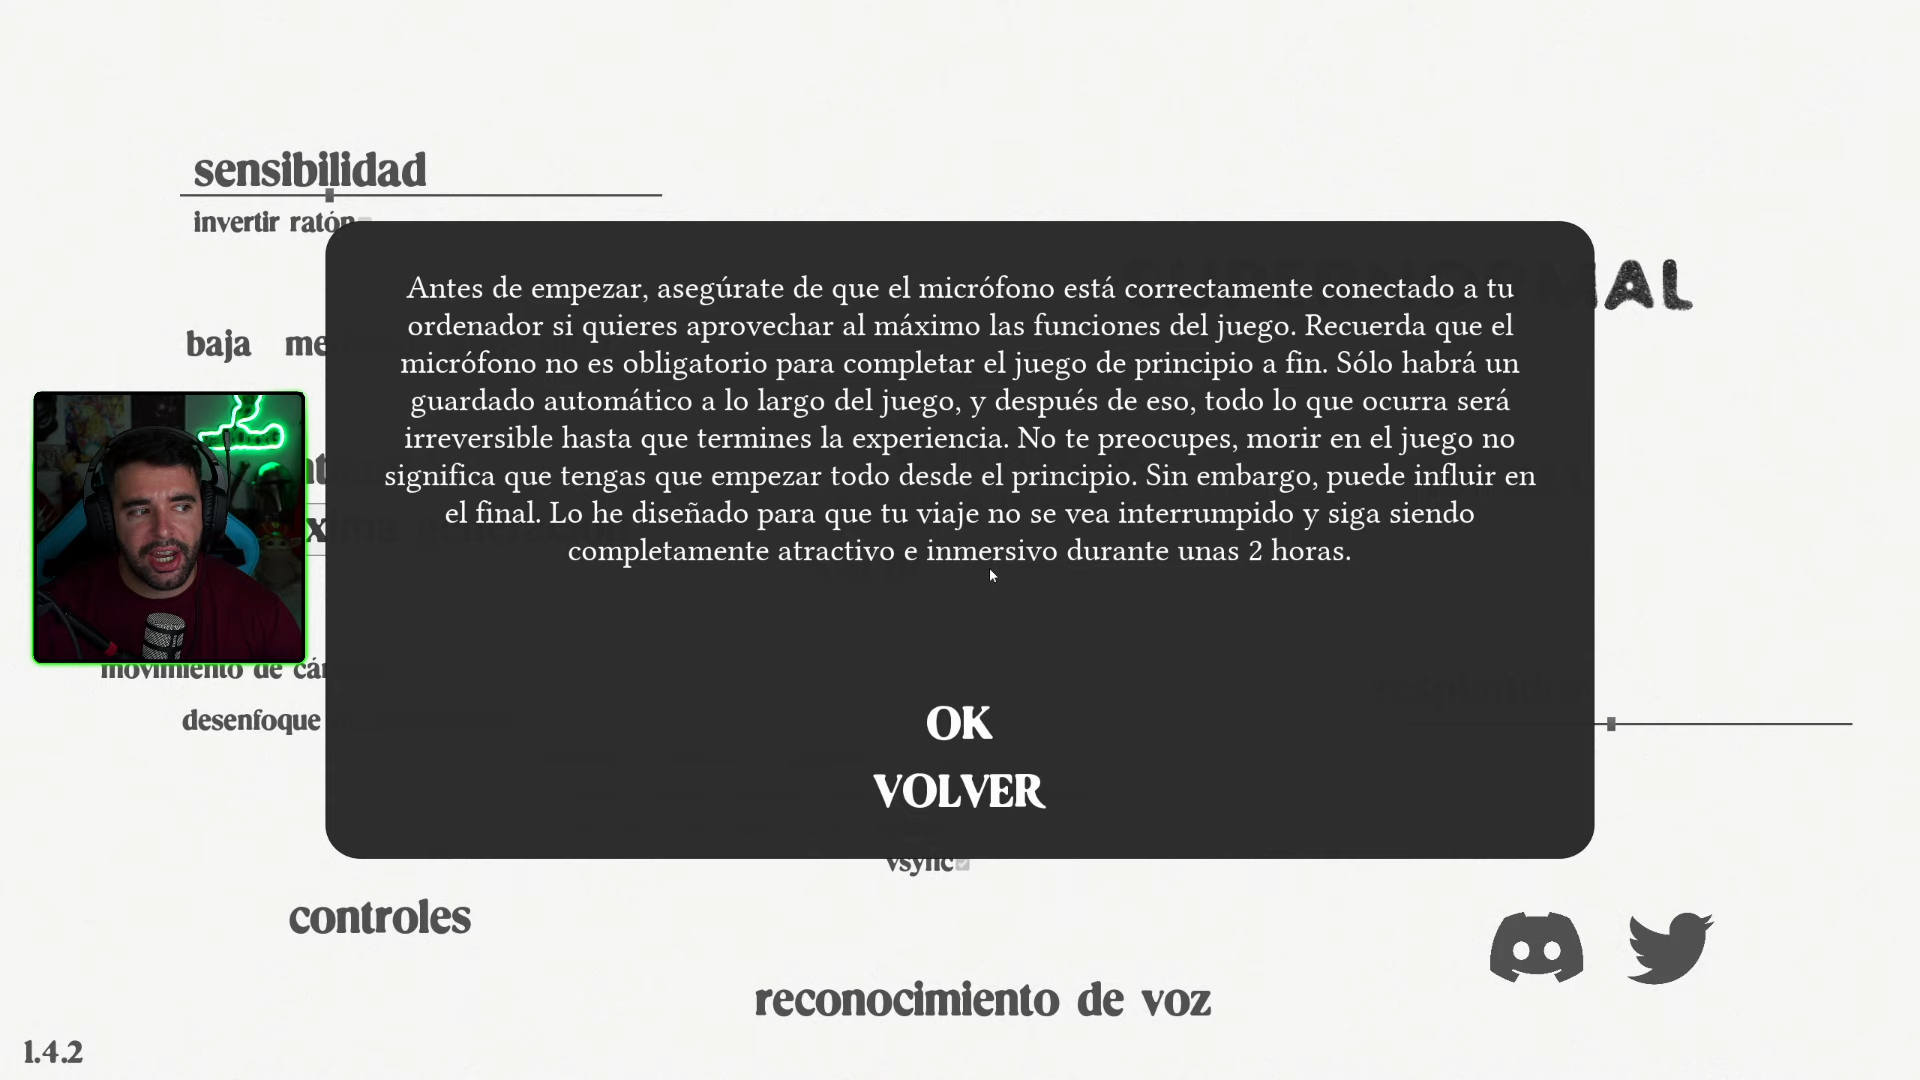 sensibilidad
invertir ratón
AL
Antes de empezar, asegúrate de que el micrófono está correctamente conectado a tu
ordenador si quieres aprovechar al máximo las funciones del juego. Recuerda que el
micrófono no es obligatorio para completar el juego de principio a fin. Sólo habrá un
guardado automático a lo largo del juego, y después de eso, todo lo que ocurra será
irreversible hasta que termines la experiencia. No te preocupes, morir en el juego no
significa que tengas que empezar todo desde el principio. Sin embargo, puede influir en
el final. Lo he diseñado para que tu viaje no se vea interrumpido y siga siendo
completamente atractivo e inmersivo durante unas 2 horas.
baja
movimiento de
desenfoque
OK
VOLVER
vsync
controles
reconocimiento de voz
1.4.2